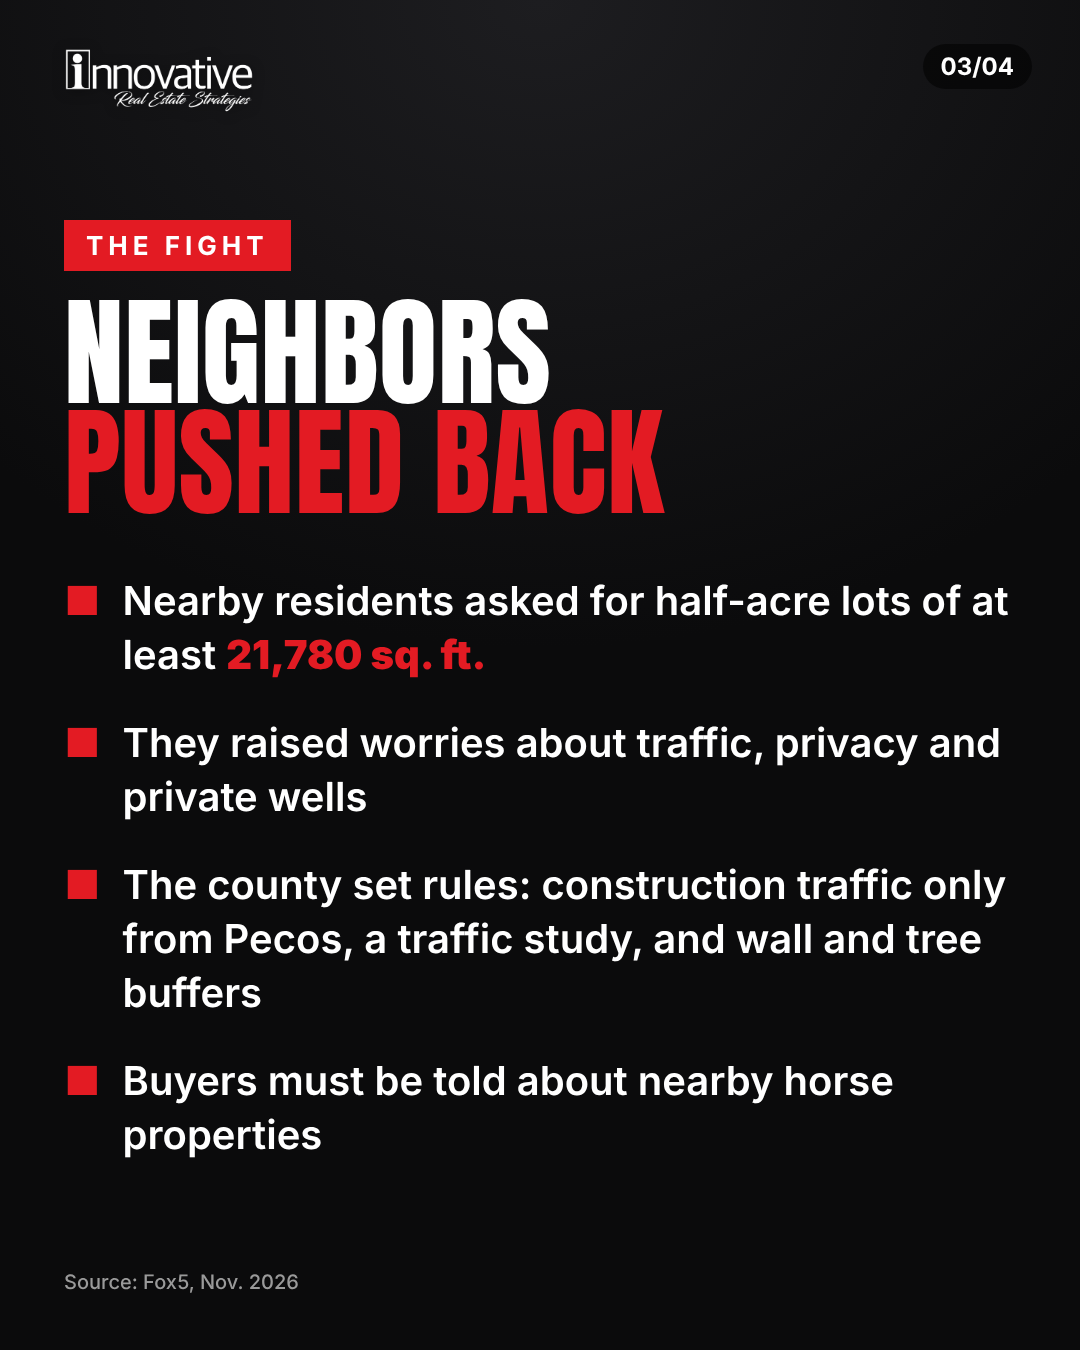 innovative
Real Estate Strategies
03/04
THE FIGHT
NEIGHBORS
PUSHED BACK
Nearby residents asked for half-acre lots of at
least 21,780 sq. ft.
They raised worries about traffic, privacy and
private wells
The county set rules: construction traffic only
from Pecos, a traffic study, and wall and tree
buffers
Buyers must be told about nearby horse
properties
Source: Fox5, Nov. 2026